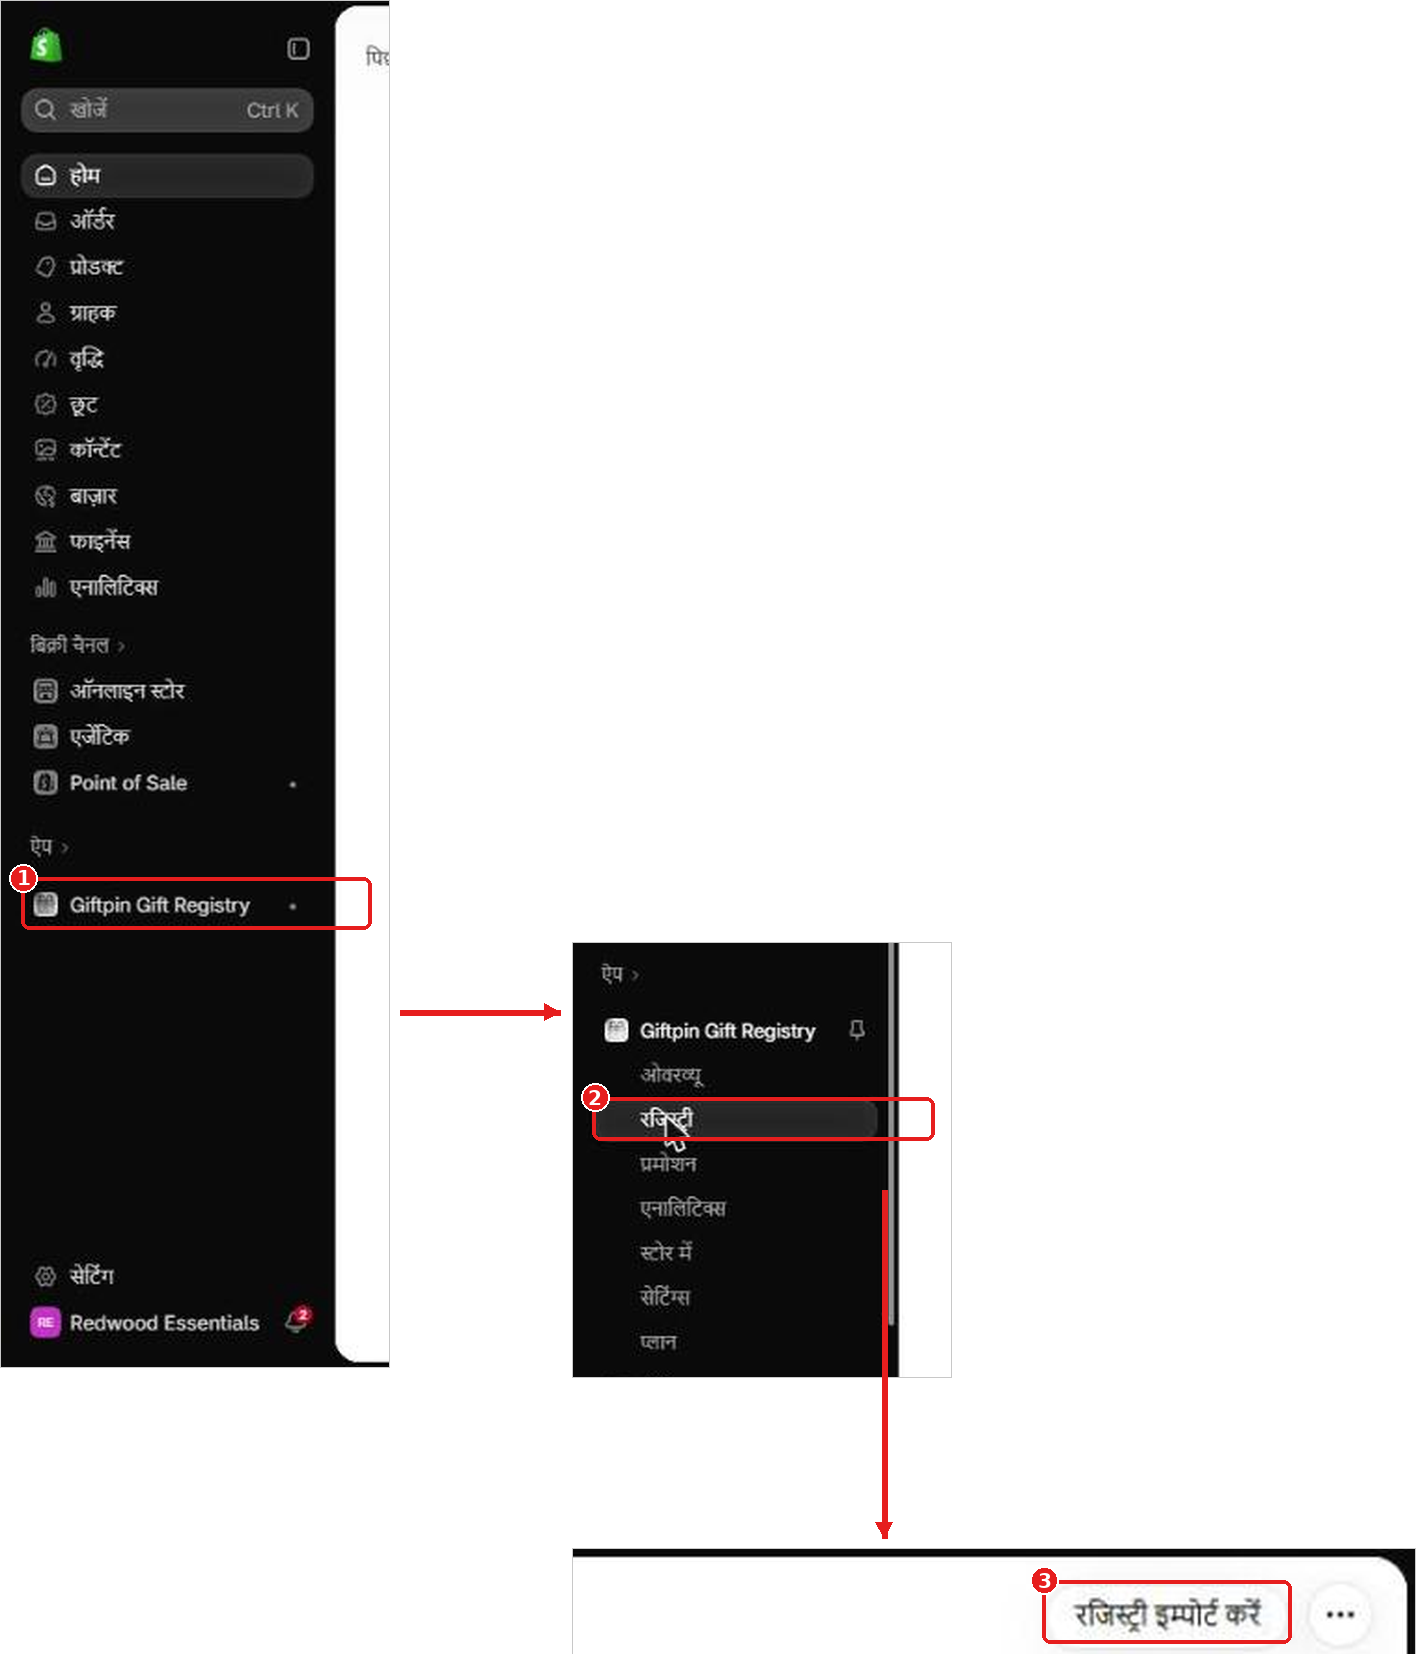 पि
खोजें Ctrl K
होम
ऑर्डर
प्रोडक्ट
ग्राहक
वृद्धि
छूट
कॉन्टेंट
बाज़ार
फाइनेंस
एनालिटिक्स
बिक्री चैनल
ऑनलाइन स्टोर
एजेंटिक
Point of Sale
ऐप
1
Giftpin Gift Registry
सेटिंग
RE Redwood Essentials 2
ऐप
Giftpin Gift Registry
ओवरव्यू
2
रजिस्ट्री
प्रमोशन
एनालिटिक्स
स्टोर में
सेटिंग्स
प्लान
3
रजिस्ट्री इम्पोर्ट करें